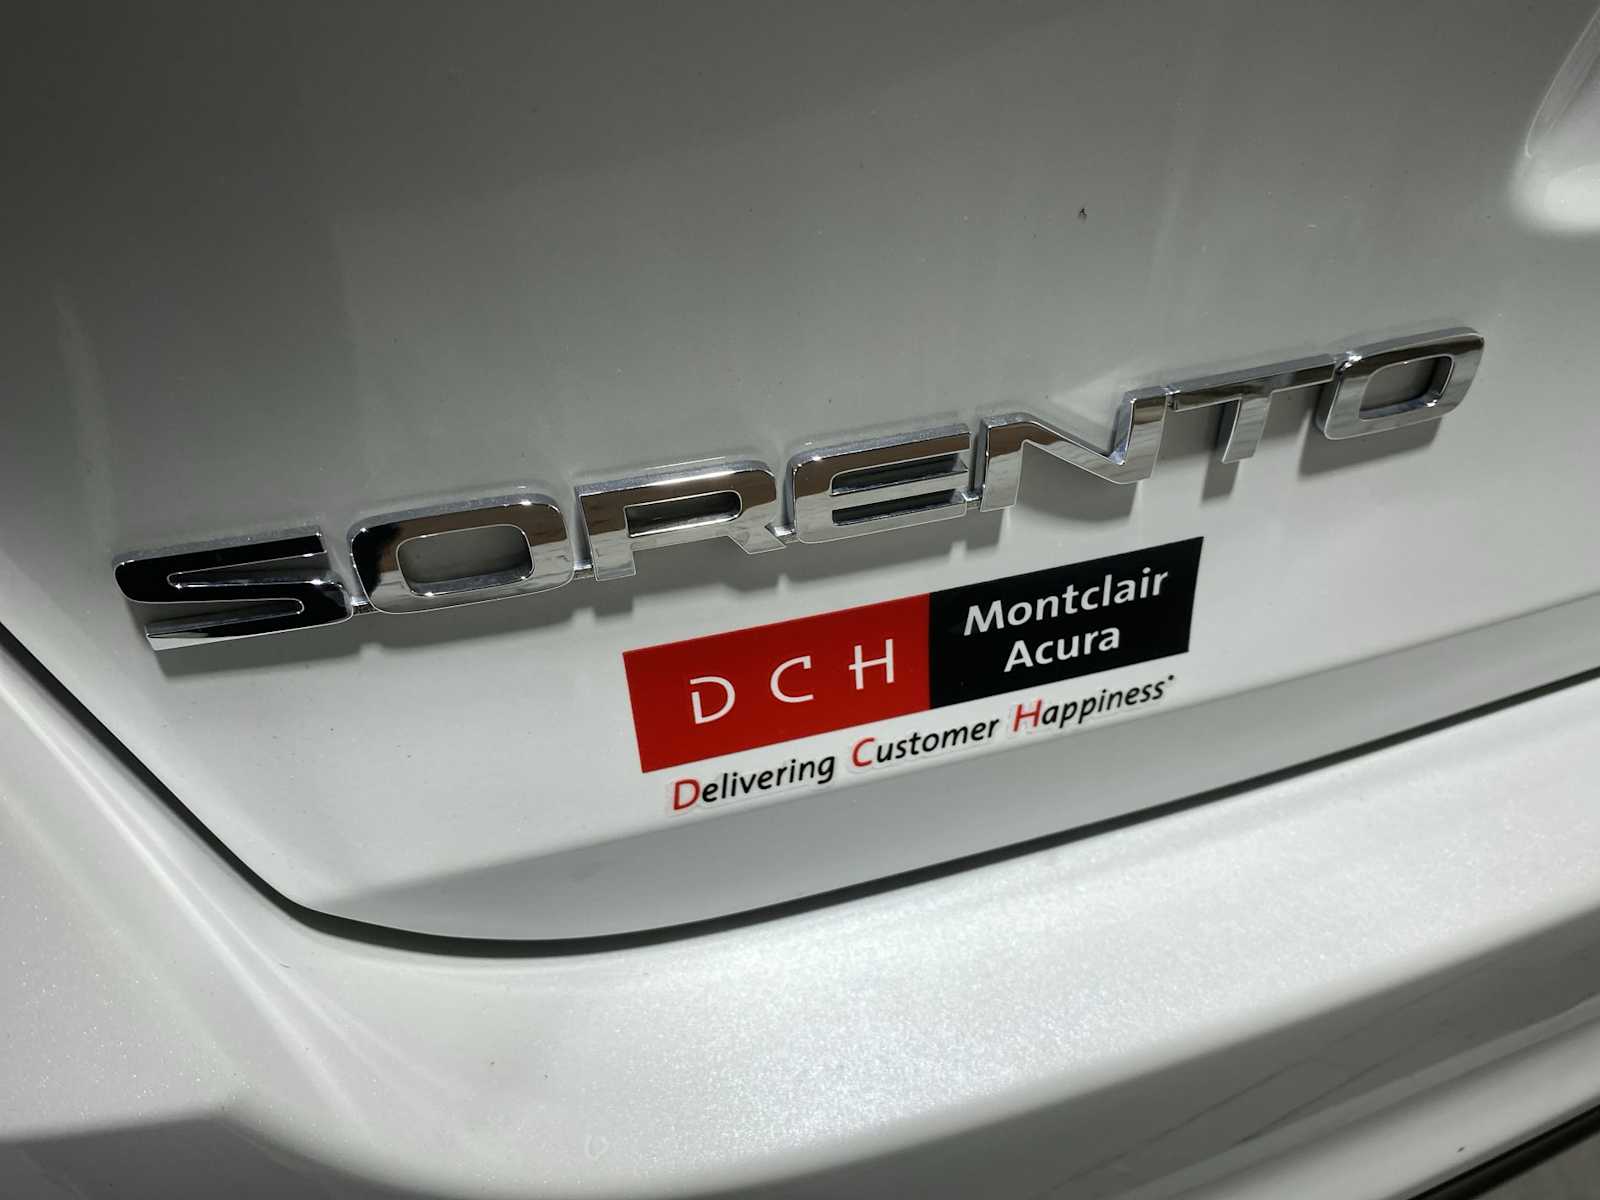 SORENTO
DCH
Montclair
Acura
Delivering Customer Happiness*